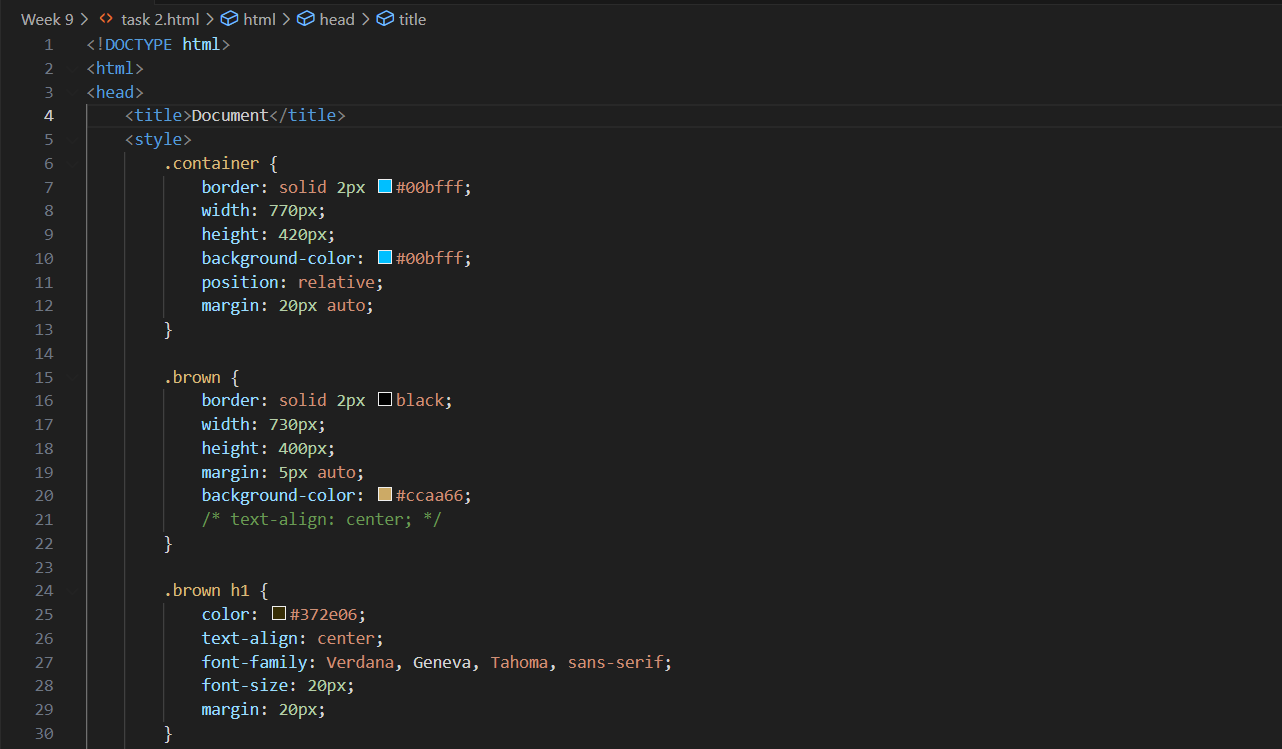 Week 9 > <> task 2.html > html > head > title
1 <!DOCTYPE html>
2 <html>
3 <head>
4     <title>Document</title>
5     <style>
6         .container {
7             border: solid 2px #00bfff;
8             width: 770px;
9             height: 420px;
10             background-color: #00bfff;
11             position: relative;
12             margin: 20px auto;
13         }
14
15         .brown {
16             border: solid 2px black;
17             width: 730px;
18             height: 400px;
19             margin: 5px auto;
20             background-color: #ccaa66;
21             /* text-align: center; */
22         }
23
24         .brown h1 {
25             color: #372e06;
26             text-align: center;
27             font-family: Verdana, Geneva, Tahoma, sans-serif;
28             font-size: 20px;
29             margin: 20px;
30         }